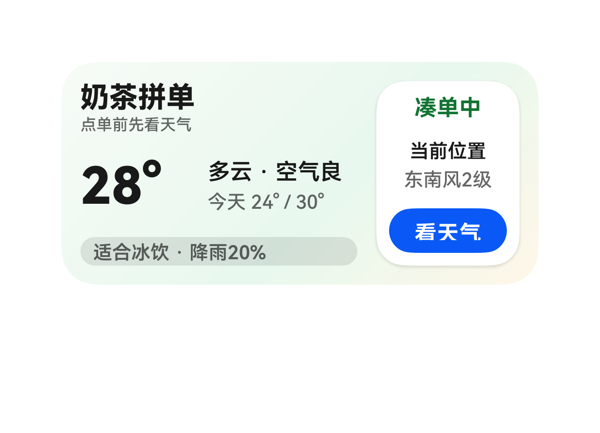 奶茶拼单
点单前先看天气
28°
多云 · 空气良
今天 24° / 30°
适合冰饮 · 降雨20%
凑单中
当前位置
东南风2级
看天气